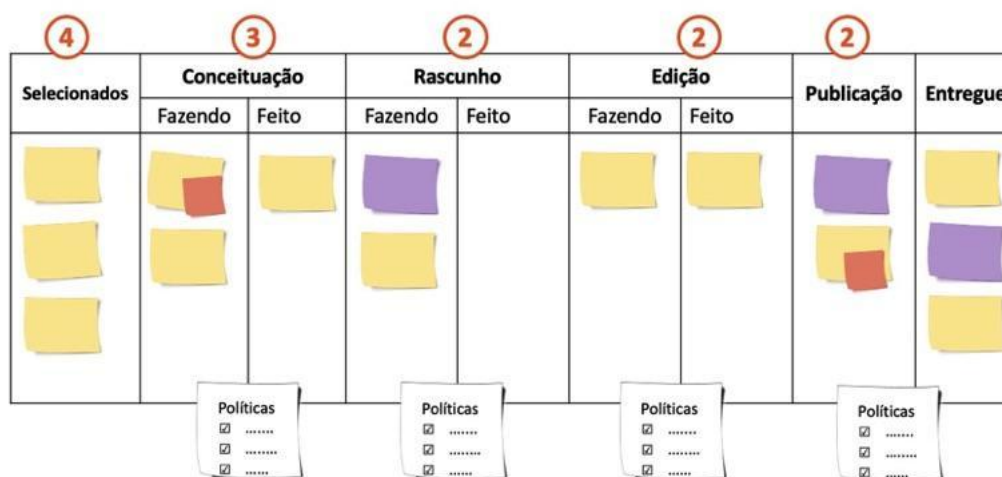 4 3 2 2 2
Selecionados Conceituação Rascunho Edição Publicação Entregue
Fazendo Feito Fazendo Feito Fazendo Feito
Políticas Políticas Políticas Políticas
☑ ....... ☑ ....... ☑ ....... ☑ .......
☑ ........ ☑ ........ ☑ ........ ☑ ........
☑ ...... ☑ ...... ☑ ...... ☑ ......